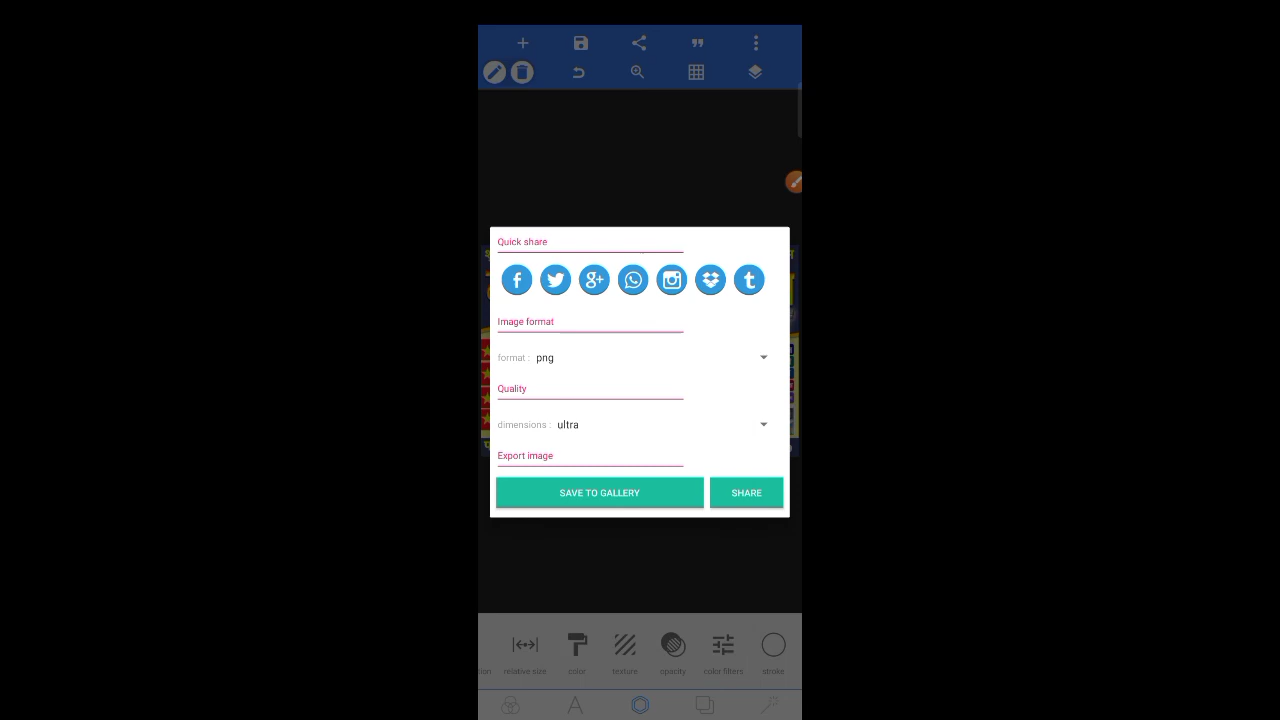 Quick share
Image format
format : png
Quality
dimensions : ultra
Export image
SAVE TO GALLERY SHARE
relative size color texture opacity color filters stroke